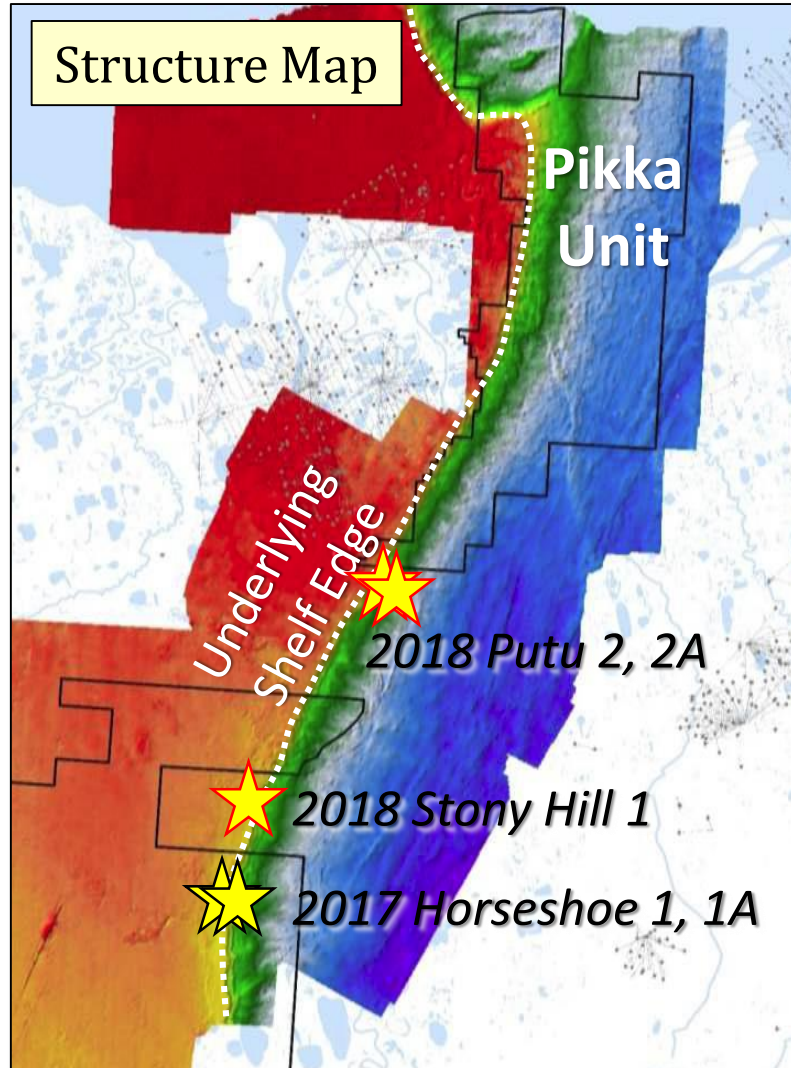 Structure Map
Pikka
Unit
Underlying
Shelf Edge
2018 Putu 2, 2A
2018 Stony Hill 1
2017 Horseshoe 1, 1A